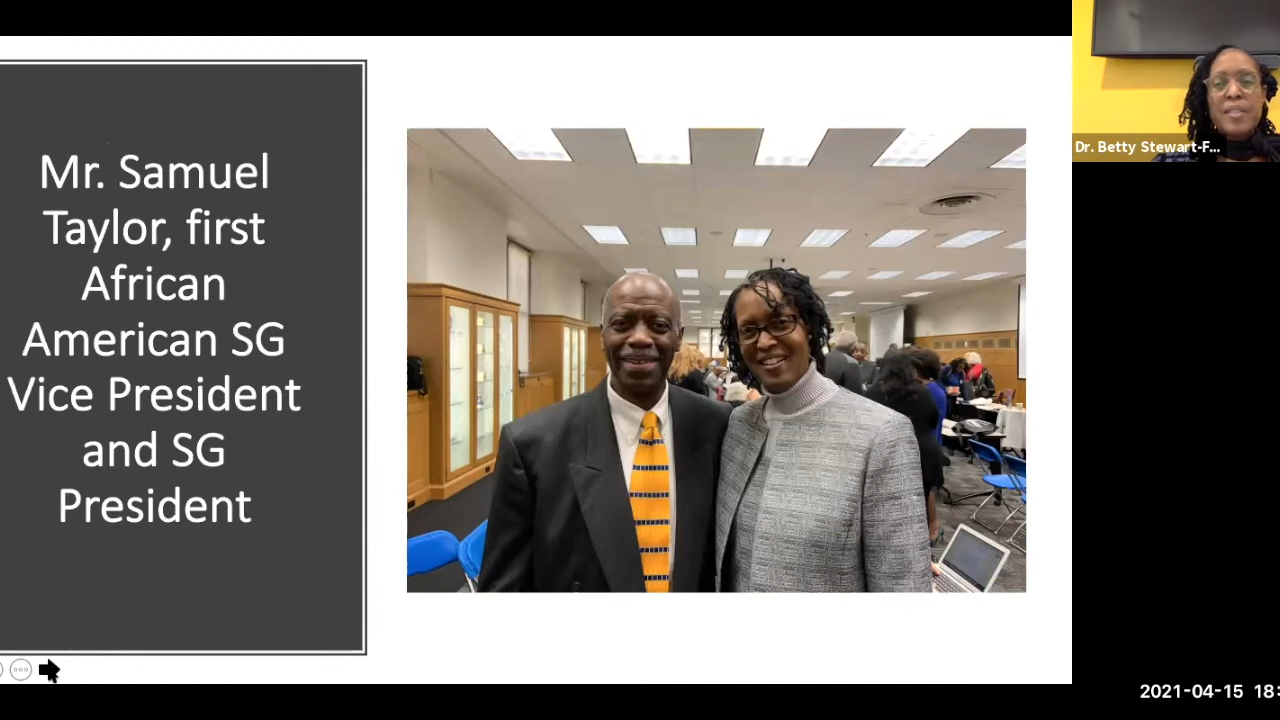 Mr. Samuel
Taylor, first
African
American SG
Vice President
and SG
President
Dr. Betty Stewart-F...
2021-04-15 18: